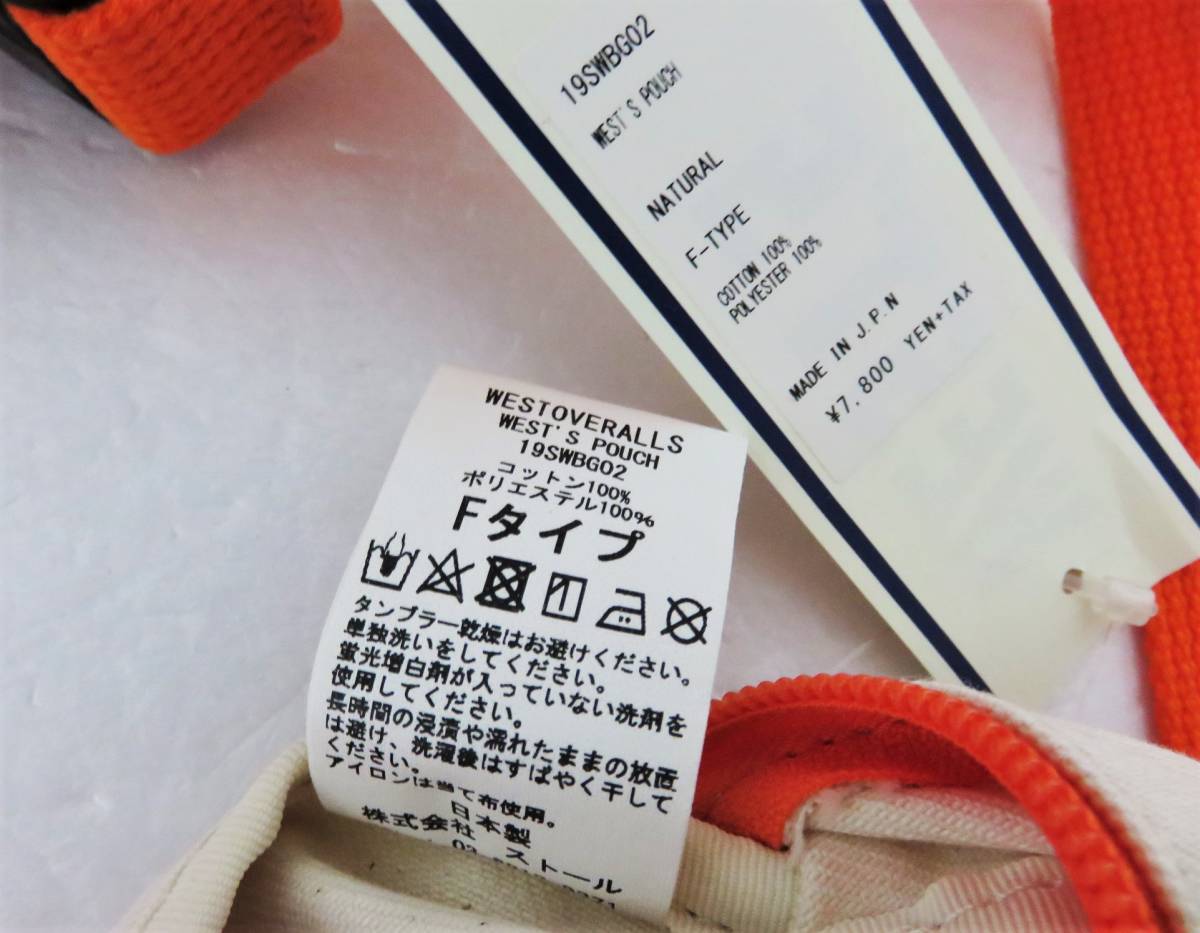 19SWBG02
WEST'S POUCH
NATURAL
F-TYPE
COTTON 100%
POLYESTER 100%
MADE IN J.P.N
¥7.800 YEN+TAX
WESTOVERALLS
WEST'S POUCH
19SWBG02
コットン100%
ポリエステル100%
Fタイプ
タンブラー乾燥はお避けください。
単独洗いをしてください。
蛍光増白剤が入っていない洗剤を
使用してください。
長時間の浸漬や濡れたままの放置
は避け、洗濯後はすばやく干して
ください。
アイロンは当て布使用。
日本製
株式会社 ストール